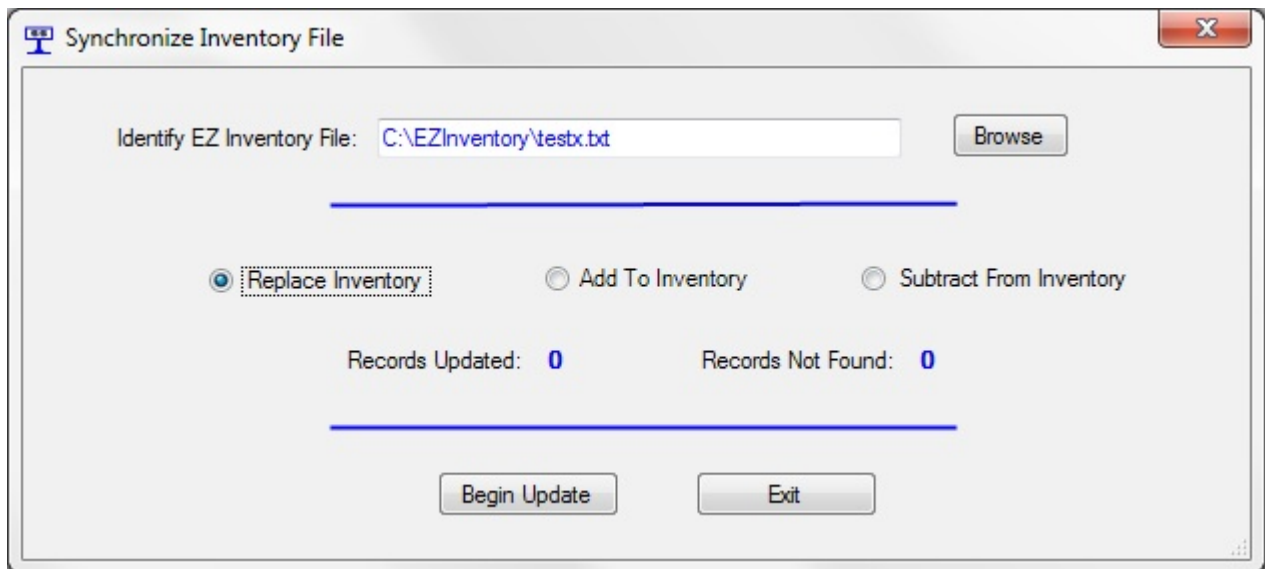 Synchronize Inventory File
Identify EZ Inventory File: C:\EZInventory\testx.txt Browse
Replace Inventory Add To Inventory Subtract From Inventory
Records Updated: 0 Records Not Found: 0
Begin Update Exit